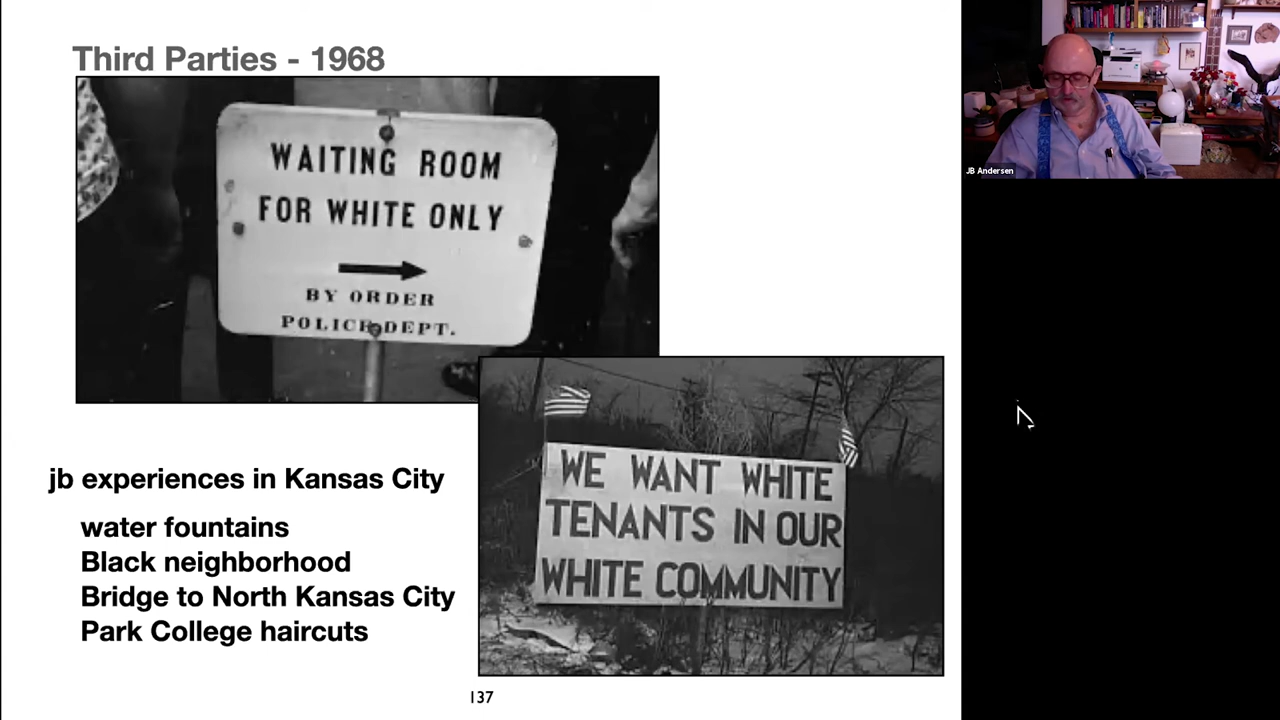 Third Parties - 1968
WAITING ROOM
FOR WHITE ONLY
BY ORDER
POLICE DEPT.
WE WANT WHITE
TENANTS IN OUR
WHITE COMMUNITY
jb experiences in Kansas City
water fountains
Black neighborhood
Bridge to North Kansas City
Park College haircuts
137
JB Andersen